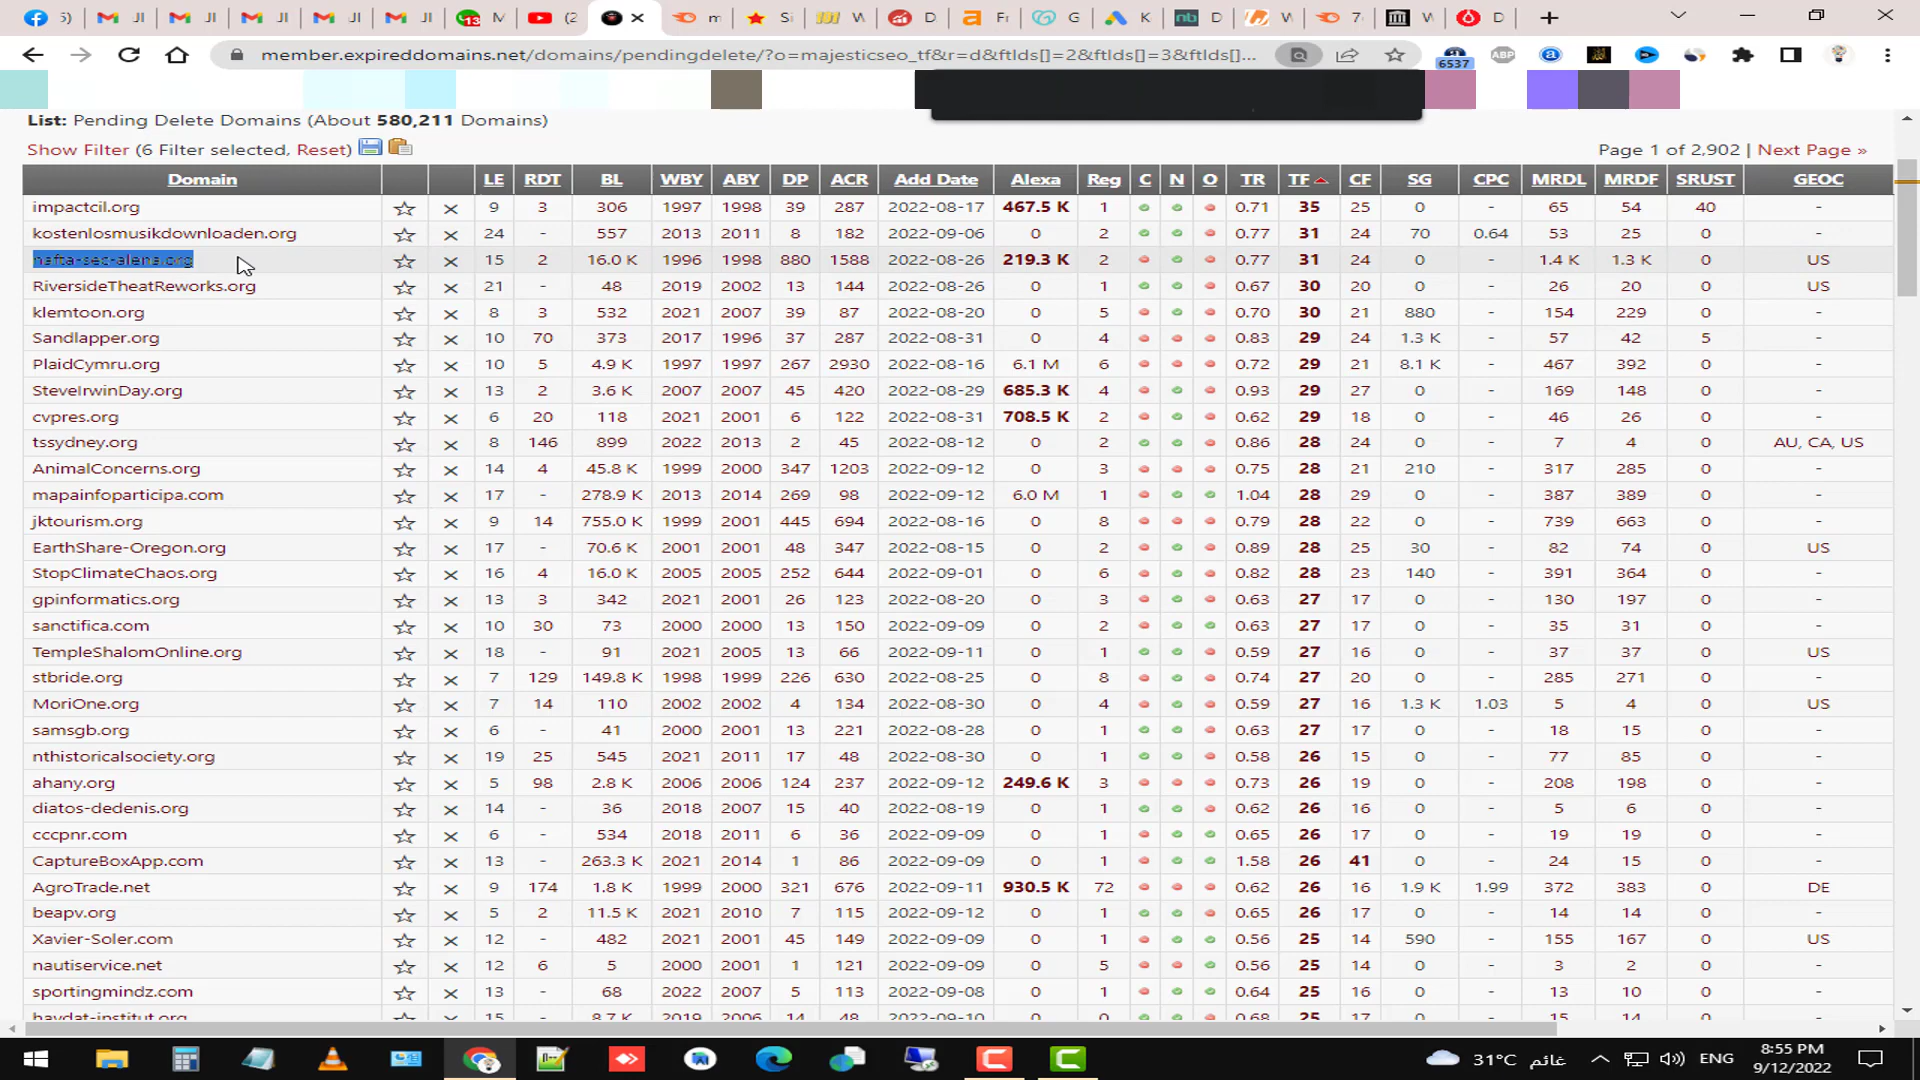 5) JI JI JI JI JI 13 M (2 m Si W D Fr G K D W 7 W D
member.expireddomains.net/domains/pendingdelete/?o=majesticseo_tf&r=d&ftlds[]=2&ftlds[]=3&ftlds[]... 6537 ABP
List: Pending Delete Domains (About 580,211 Domains)
Show Filter (6 Filter selected, Reset) Page 1 of 2,902 | Next Page »
Domain LE RDT BL WBY ABY DP ACR Add Date Alexa Reg C N O TR TF CF SG CPC MRDL MRDF SRUST GEOC
impactcil.org 9 3 306 1997 1998 39 287 2022-08-17 467.5 K 1 0.71 35 25 0 - 65 54 40 -
kostenlosmusikdownloaden.org 24 - 557 2013 2011 8 182 2022-09-06 0 2 0.77 31 24 70 0.64 53 25 0 -
nafta-sec-alena.org 15 2 16.0 K 1996 1998 880 1588 2022-08-26 219.3 K 2 0.77 31 24 0 - 1.4 K 1.3 K 0 US
RiversideTheatReworks.org 21 - 48 2019 2002 13 144 2022-08-26 0 1 0.67 30 20 0 - 26 20 0 US
klemtoon.org 8 3 532 2021 2007 39 87 2022-08-20 0 5 0.70 30 21 880 - 154 229 0 -
Sandlapper.org 10 70 373 2017 1996 37 287 2022-08-31 0 4 0.83 29 24 1.3 K - 57 42 5 -
PlaidCymru.org 10 5 4.9 K 1997 1997 267 2930 2022-08-16 6.1 M 6 0.72 29 21 8.1 K - 467 392 0 -
SteveIrwinDay.org 13 2 3.6 K 2007 2007 45 420 2022-08-29 685.3 K 4 0.93 29 27 0 - 169 148 0 -
cvpres.org 6 20 118 2021 2001 6 122 2022-08-31 708.5 K 2 0.62 29 18 0 - 46 26 0 -
tssydney.org 8 146 899 2022 2013 2 45 2022-08-12 0 2 0.86 28 24 0 - 7 4 0 AU, CA, US
AnimalConcerns.org 14 4 45.8 K 1999 2000 347 1203 2022-09-12 0 3 0.75 28 21 210 - 317 285 0 -
mapainfoparticipa.com 17 - 278.9 K 2013 2014 269 98 2022-09-12 6.0 M 1 1.04 28 29 0 - 387 389 0 -
jktourism.org 9 14 755.0 K 1999 2001 445 694 2022-08-16 0 8 0.79 28 22 0 - 739 663 0 -
EarthShare-Oregon.org 17 - 70.6 K 2001 2001 48 347 2022-08-15 0 2 0.89 28 25 30 - 82 74 0 US
StopClimateChaos.org 16 4 16.0 K 2005 2005 252 644 2022-09-01 0 6 0.82 28 23 140 - 391 364 0 -
gpinformatics.org 13 3 342 2021 2001 26 123 2022-08-20 0 3 0.63 27 17 0 - 130 197 0 -
sanctifica.com 10 30 73 2000 2000 13 150 2022-09-09 0 2 0.63 27 17 0 - 35 31 0 -
TempleShalomOnline.org 18 - 91 2021 2005 13 66 2022-09-11 0 1 0.59 27 16 0 - 37 37 0 US
stbride.org 7 129 149.8 K 1998 1999 226 630 2022-08-25 0 8 0.74 27 20 0 - 285 271 0 -
MoriOne.org 7 14 110 2002 2002 4 134 2022-08-30 0 4 0.59 27 16 1.3 K 1.03 5 4 0 US
samsgb.org 6 - 41 2000 2001 13 221 2022-08-28 0 1 0.63 27 17 0 - 18 15 0 -
nthistoricalsociety.org 19 25 545 2021 2011 17 48 2022-08-30 0 1 0.58 26 15 0 - 77 85 0 -
ahany.org 5 98 2.8 K 2006 2006 124 237 2022-09-12 249.6 K 3 0.73 26 19 0 - 208 198 0 -
diatos-dedenis.org 14 - 36 2018 2007 15 40 2022-08-19 0 1 0.62 26 16 0 - 5 6 0 -
cccpnr.com 6 - 534 2018 2011 6 36 2022-09-09 0 1 0.65 26 17 0 - 19 19 0 -
CaptureBoxApp.com 13 - 263.3 K 2021 2014 1 86 2022-09-09 0 1 1.58 26 41 0 - 24 15 0 -
AgroTrade.net 9 174 1.8 K 1999 2000 321 676 2022-09-11 930.5 K 72 0.62 26 16 1.9 K 1.99 372 383 0 DE
beapv.org 5 2 11.5 K 2021 2010 7 115 2022-09-12 0 1 0.65 26 17 0 - 14 14 0 -
Xavier-Soler.com 12 - 482 2021 2001 45 149 2022-09-09 0 1 0.56 25 14 590 - 155 167 0 US
nautiservice.net 12 6 5 2000 2001 1 121 2022-09-09 0 5 0.56 25 14 0 - 3 2 0 -
sportingmindz.com 13 - 68 2022 2007 5 113 2022-09-08 0 1 0.64 25 16 0 - 13 10 0 -
haydat-institut.org 15 - 8.7 K 2019 2006 14 48 2022-09-10 0 0 0.68 25 17 0 - 15 14 0 -
31°C غائم ENG 8:55 PM
9/12/2022